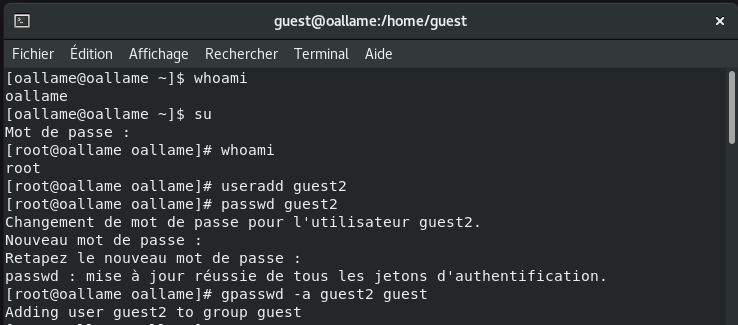 guest@oallame:/home/guest
Fichier Édition Affichage Rechercher Terminal Aide
[oallame@oallame ~]$ whoami
oallame
[oallame@oallame ~]$ su
Mot de passe :
[root@oallame oallame]# whoami
root
[root@oallame oallame]# useradd guest2
[root@oallame oallame]# passwd guest2
Changement de mot de passe pour l'utilisateur guest2.
Nouveau mot de passe :
Retapez le nouveau mot de passe :
passwd : mise à jour réussie de tous les jetons d'authentification.
[root@oallame oallame]# gpasswd -a guest2 guest
Adding user guest2 to group guest